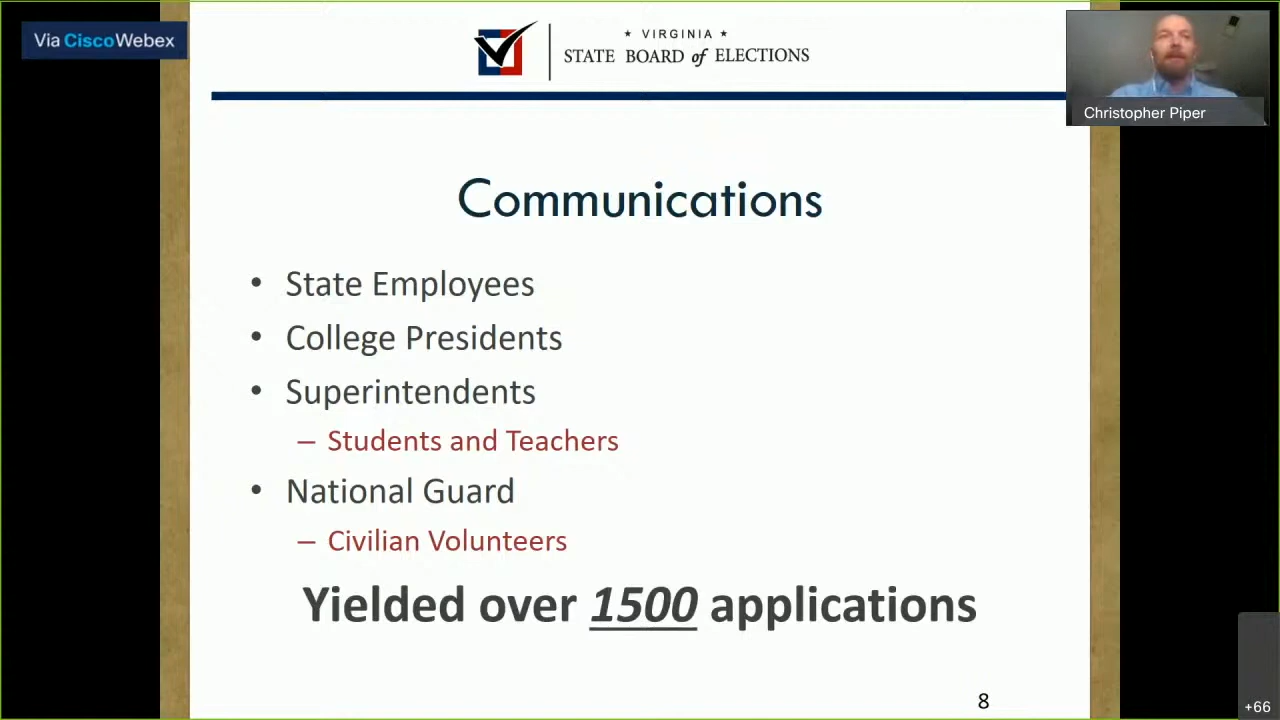 Via CiscoWebex
★ VIRGINIA ★
STATE BOARD of ELECTIONS
Christopher Piper
Communications
• State Employees
• College Presidents
• Superintendents
– Students and Teachers
• National Guard
– Civilian Volunteers
Yielded over 1500 applications
8
+66